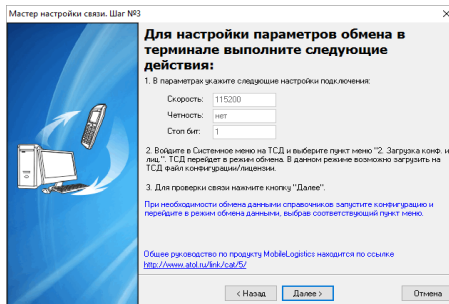 Мастер настройки связи. Шаг №3
Для настройки параметров обмена в
терминале выполните следующие
действия:
1. В параметрах укажите следующие настройки подключения:
Скорость: 115200
Четность: нет
Стоп бит: 1
2. Войдите в Системное меню на ТСД и выберите пункт меню "2. Загрузка конф. и
лиц.". ТСД перейдет в режим обмена. В данном режиме возможно загрузить на
ТСД файл конфигурации/лицензии.
3. Для проверки связи нажмите кнопку "Далее".
При необходимости обмена данными справочников запустите конфигурацию и
перейдите в режим обмена данными, выбрав соответствующий пункт меню.
Общее руководство по продукту MobileLogistics находится по ссылке
http://www.atol.ru/link/cat/5/
< Назад Далее > Отмена